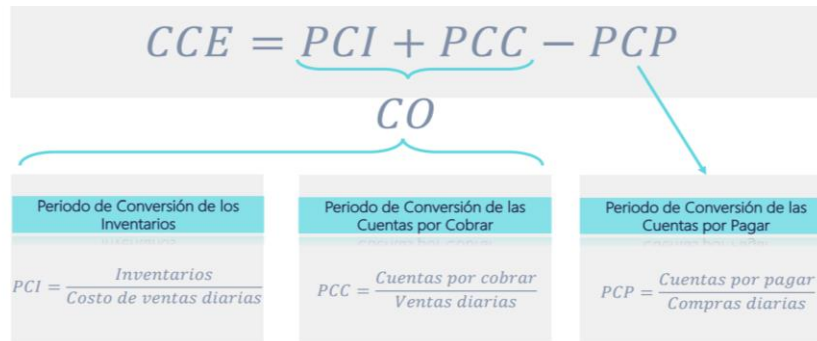 CCE = PCI + PCC − PCP
CO
Periodo de Conversión de los
Inventarios
PCI = Inventarios / Costo de ventas diarias
Periodo de Conversión de las
Cuentas por Cobrar
PCC = Cuentas por cobrar / Ventas diarias
Periodo de Conversión de las
Cuentas por Pagar
PCP = Cuentas por pagar / Compras diarias